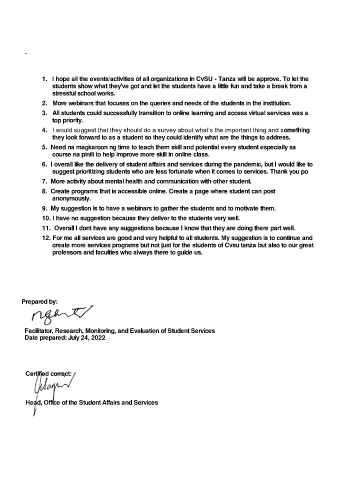 1. I hope all the events/activities of all organizations in CvSU - Tanza will be approve. To let the
students show what they've got and let the students have a little fun and take a break from a
stressful school works.
2. More webinars that focuses on the queries and needs of the students in the institution.
3. All students could successfully transition to online learning and access virtual services was a
top priority.
4. I would suggest that they should do a survey about what's the important thing and something
they look forward to as a student so they could identify what are the things to address.
5. Need na magkaroon ng time to teach them skill and potential every student especially sa
course na pinili to help improve more skill in online class.
6. I overall like the delivery of student affairs and services during the pandemic, but I would like to
suggest prioritizing students who are less fortunate when it comes to services. Thank you po
7. More activity about mental health and communication with other student.
8. Create programs that is accessible online. Create a page where student can post
anonymously.
9. My suggestion is to have a webinars to gather the students and to motivate them.
10. I have no suggestion because they deliver to the students very well.
11. Overall I dont have any suggestions because I know that they are doing there part well.
12. For me all services are good and very helpful to all students. My suggestion is to continue and
create more services programs but not just for the students of Cvsu tanza but also to our great
professors and faculties who always there to guide us.
Prepared by:
Facilitator, Research, Monitoring, and Evaluation of Student Services
Date prepared: July 24, 2022
Certified correct:
Head, Office of the Student Affairs and Services